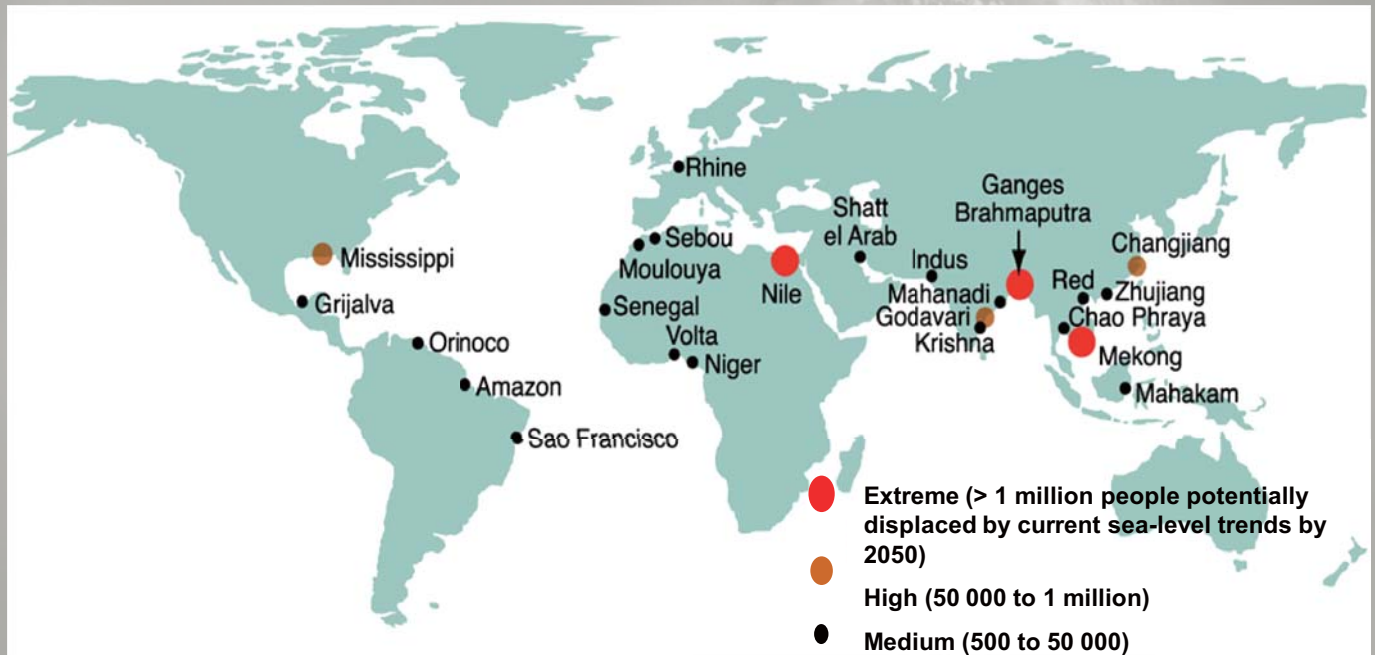 Rhine
Ganges
Brahmaputra
Shatt
el Arab
Changjiang
Sebou
Moulouya
Mississippi
Nile
Indus
Red
Zhujiang
Grijalva
Senegal
Mahanadi
Godavari
Chao Phraya
Volta
Krishna
Orinoco
Niger
Mekong
Amazon
Mahakam
Sao Francisco
Extreme (> 1 million people potentially
displaced by current sea-level trends by
2050)
High (50 000 to 1 million)
Medium (500 to 50 000)